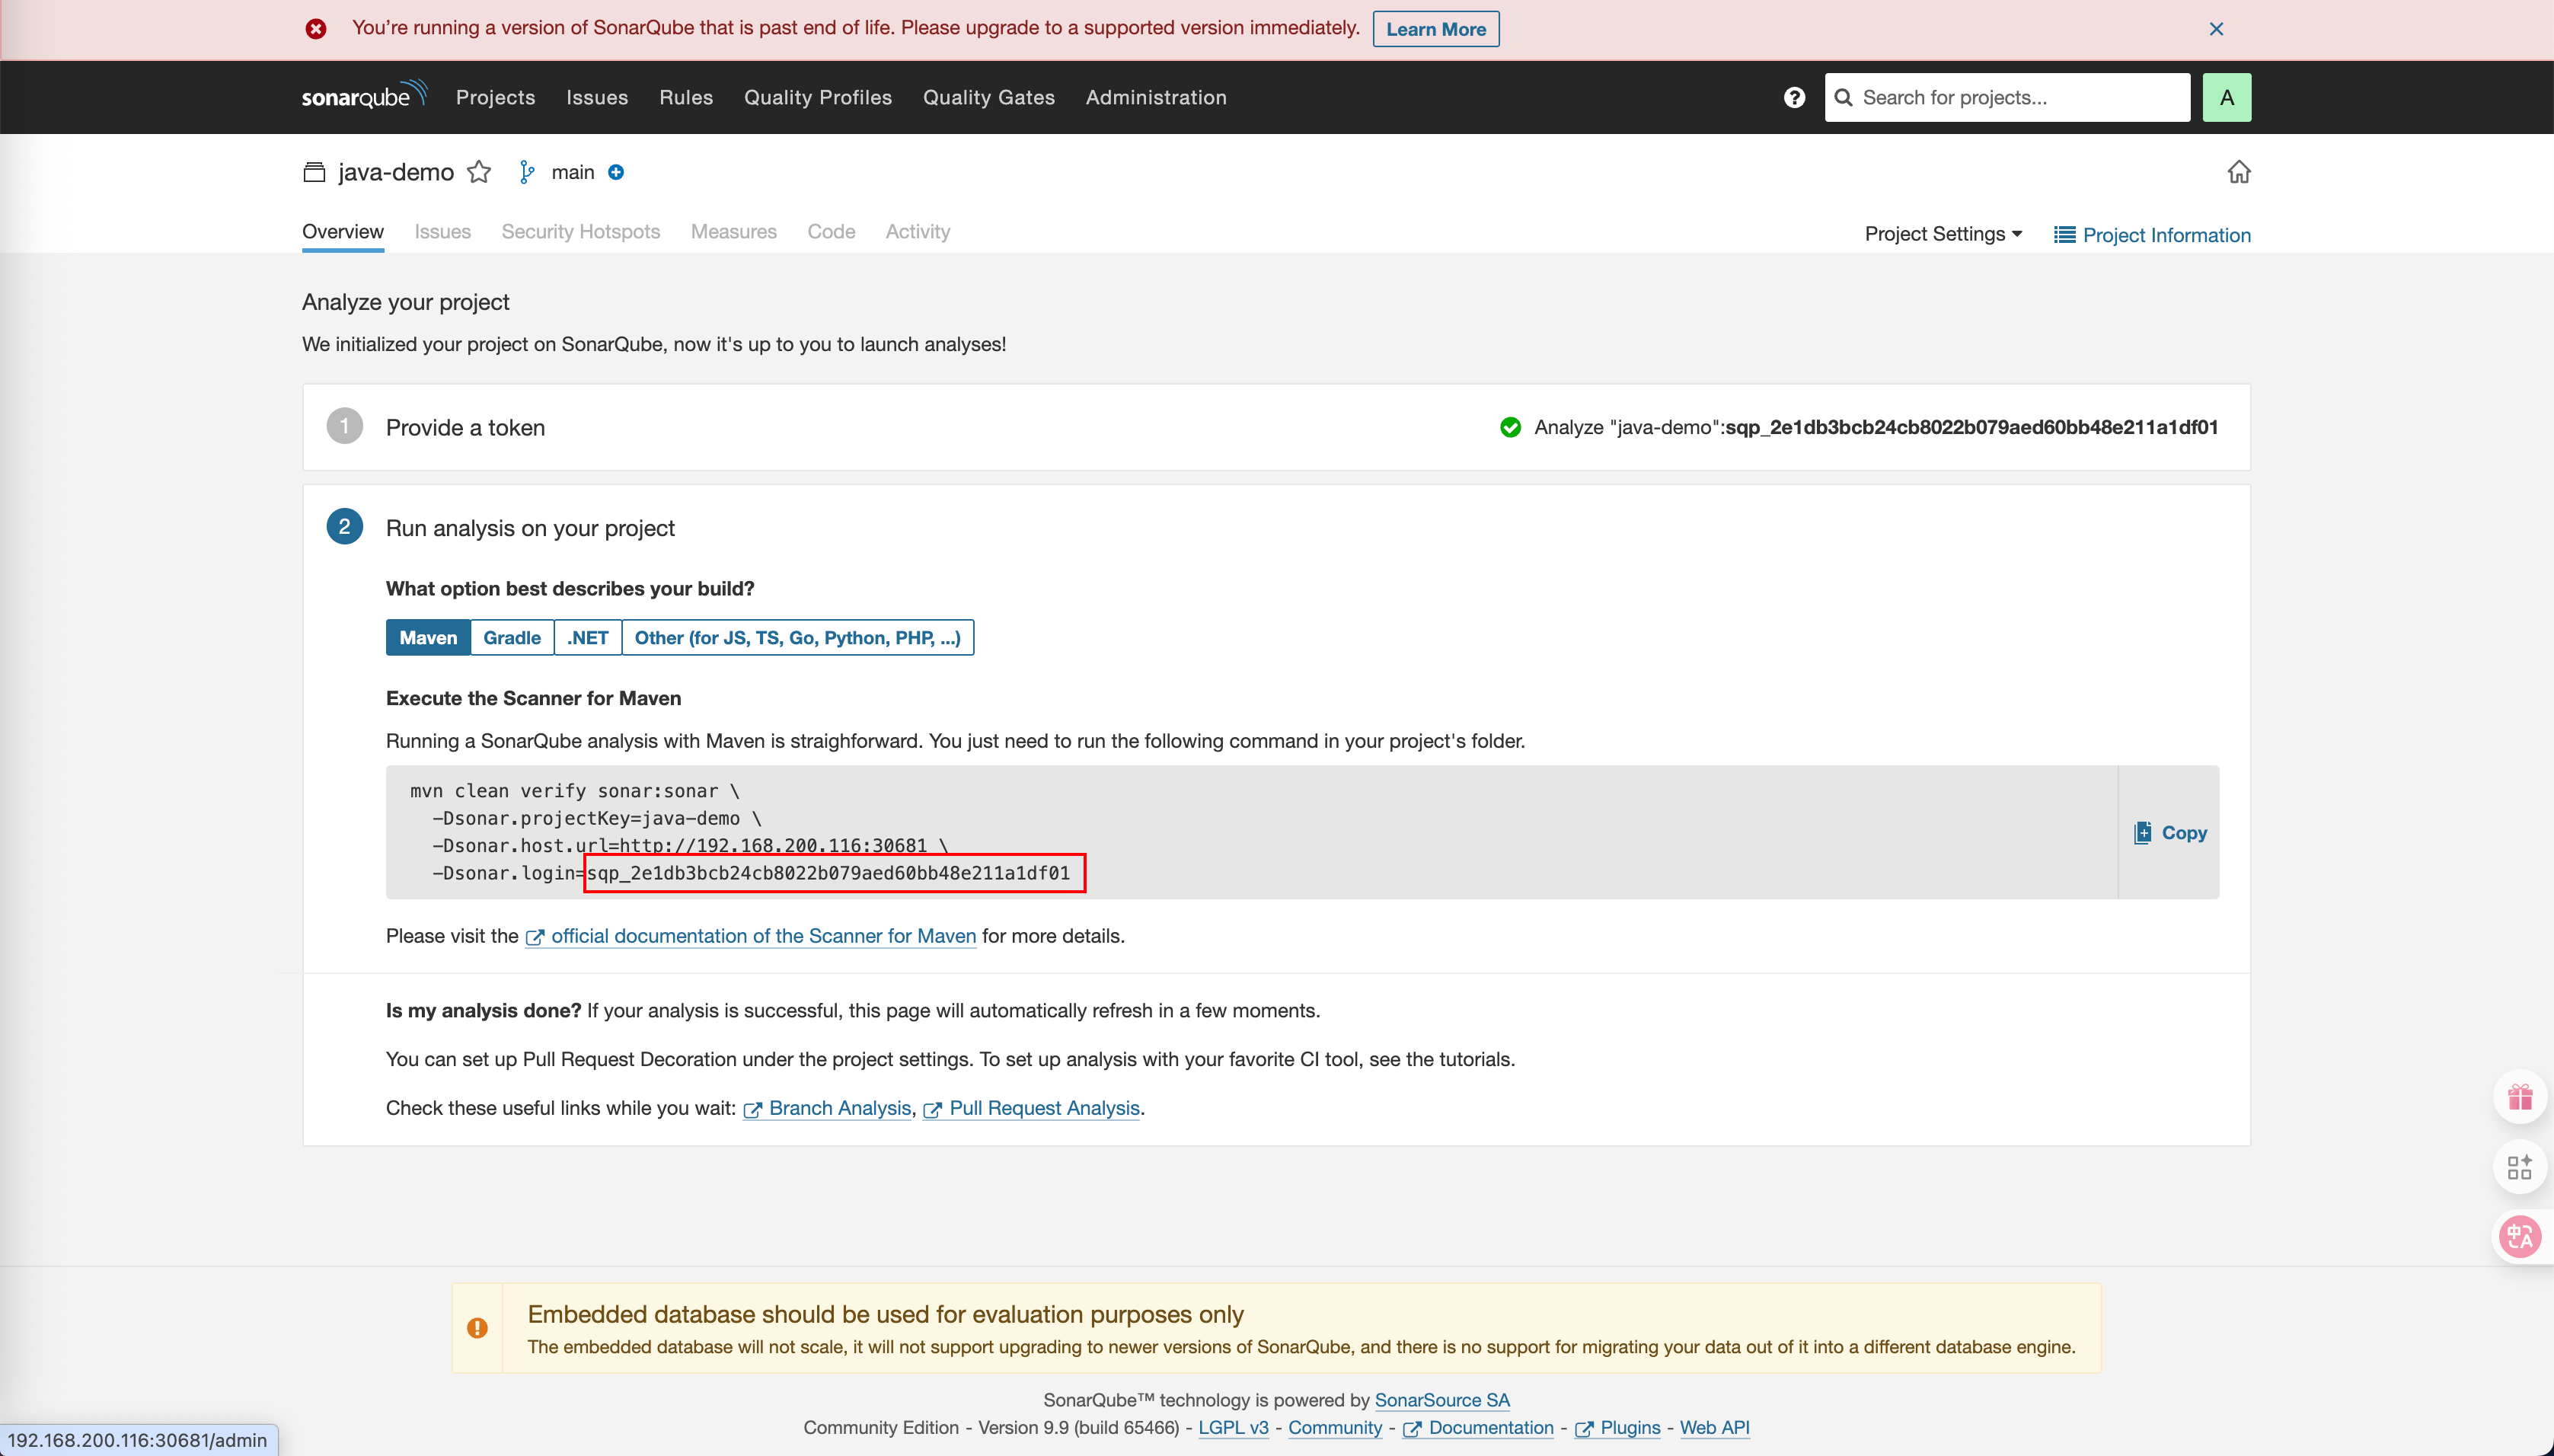 You’re running a version of SonarQube that is past end of life. Please upgrade to a supported version immediately. Learn More
sonarqube Projects Issues Rules Quality Profiles Quality Gates Administration Search for projects... A
java-demo main
Overview Issues Security Hotspots Measures Code Activity Project Settings Project Information
Analyze your project
We initialized your project on SonarQube, now it's up to you to launch analyses!
1 Provide a token Analyze "java-demo":sqp_2e1db3bcb24cb8022b079aed60bb48e211a1df01
2 Run analysis on your project
What option best describes your build?
Maven Gradle .NET Other (for JS, TS, Go, Python, PHP, ...)
Execute the Scanner for Maven
Running a SonarQube analysis with Maven is straighforward. You just need to run the following command in your project's folder.
mvn clean verify sonar:sonar \
-Dsonar.projectKey=java-demo \
-Dsonar.host.url=http://192.168.200.116:30681 \
-Dsonar.login=sqp_2e1db3bcb24cb8022b079aed60bb48e211a1df01
Copy
Please visit the official documentation of the Scanner for Maven for more details.
Is my analysis done? If your analysis is successful, this page will automatically refresh in a few moments.
You can set up Pull Request Decoration under the project settings. To set up analysis with your favorite CI tool, see the tutorials.
Check these useful links while you wait: Branch Analysis, Pull Request Analysis.
Embedded database should be used for evaluation purposes only
The embedded database will not scale, it will not support upgrading to newer versions of SonarQube, and there is no support for migrating your data out of it into a different database engine.
SonarQube™ technology is powered by SonarSource SA
Community Edition - Version 9.9 (build 65466) - LGPL v3 - Community - Documentation - Plugins - Web API
192.168.200.116:30681/admin